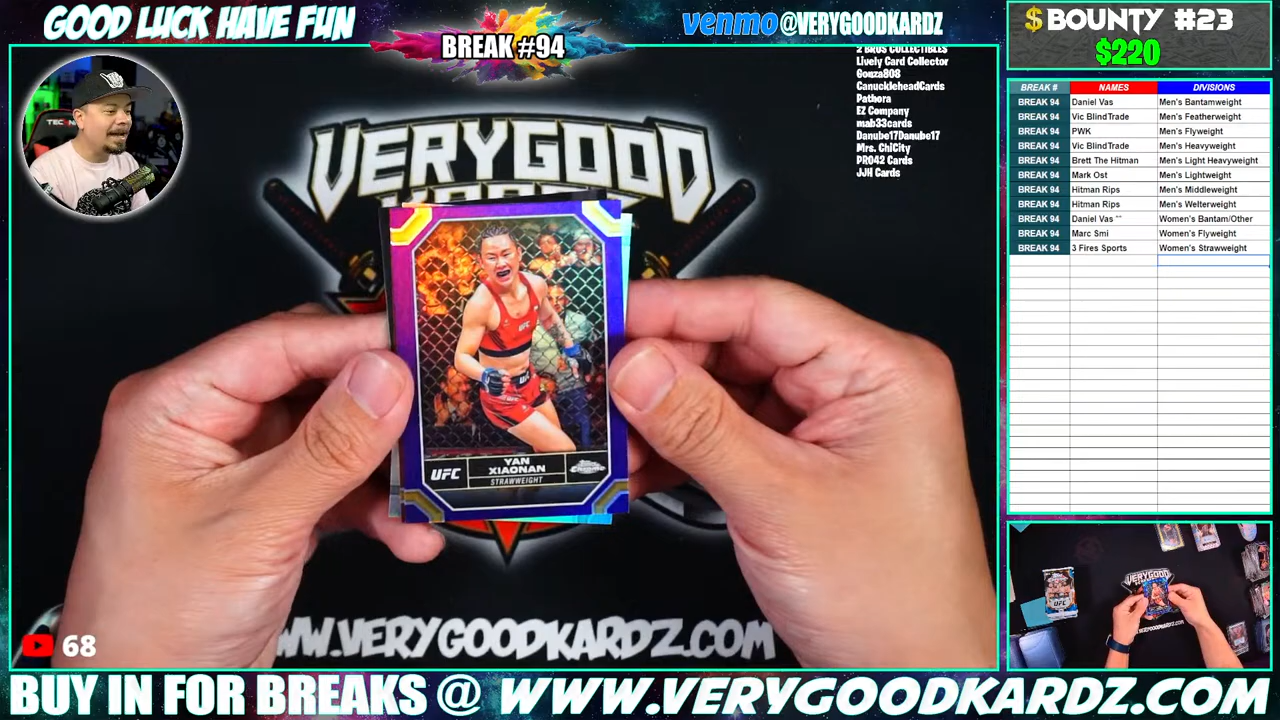 GOOD LUCK HAVE FUN
BREAK #94
venmo@VERYGOODKARDZ
$ BOUNTY #23
$220
2 BROS COLLECTIBLES
Lively Card Collector
Gonza808
CanuckleheadCards
Pathora
EZ Company
mab33cards
Danube17Danube17
Mrs. ChiCity
PRO42 Cards
JJH Cards
BREAK # NAMES DIVISIONS
BREAK 94 Daniel Vas Men's Bantamweight
BREAK 94 Vic BlindTrade Men's Featherweight
BREAK 94 PWK Men's Flyweight
BREAK 94 Vic BlindTrade Men's Heavyweight
BREAK 94 Brett The Hitman Men's Light Heavyweight
BREAK 94 Mark Ost Men's Lightweight
BREAK 94 Hitman Rips Men's Middleweight
BREAK 94 Hitman Rips Men's Welterweight
BREAK 94 Daniel Vas ** Women's Bantam/Other
BREAK 94 Marc Smi Women's Flyweight
BREAK 94 3 Fires Sports Women's Strawweight
VERYGOOD
UFC
YAN
XIAONAN
STRAWWEIGHT
Topps
Chrome
68
WW.VERYGOODKARDZ.COM
VERYGOOD
BUY IN FOR BREAKS @ WWW.VERYGOODKARDZ.COM